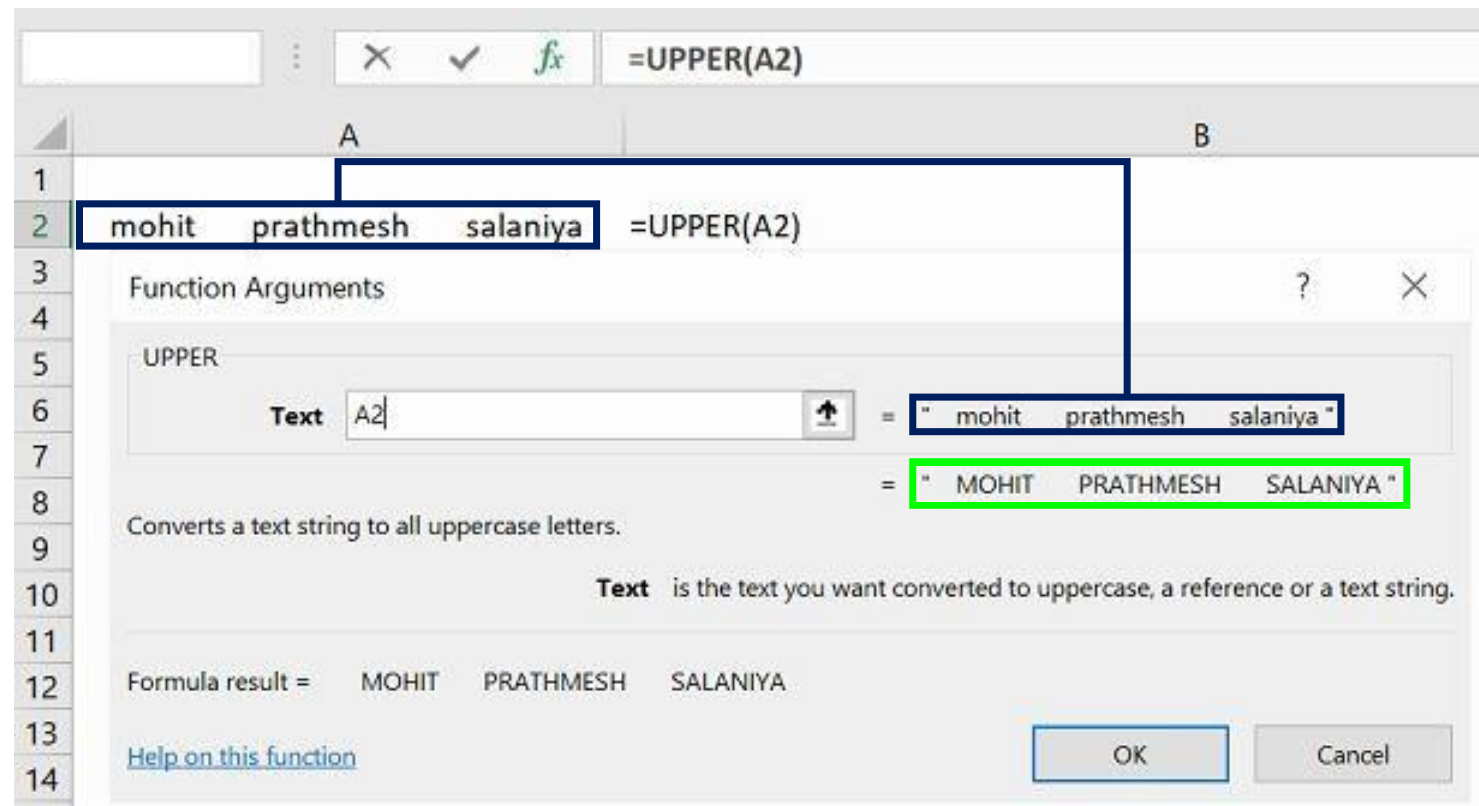 fx =UPPER(A2)
A B
1
2 mohit prathmesh salaniya =UPPER(A2)
3 Function Arguments ?
4
5 UPPER
6 Text A2 = " mohit prathmesh salaniya "
7
8 = " MOHIT PRATHMESH SALANIYA "
Converts a text string to all uppercase letters.
9
10 Text is the text you want converted to uppercase, a reference or a text string.
11
12 Formula result = MOHIT PRATHMESH SALANIYA
13
14 Help on this function OK Cancel